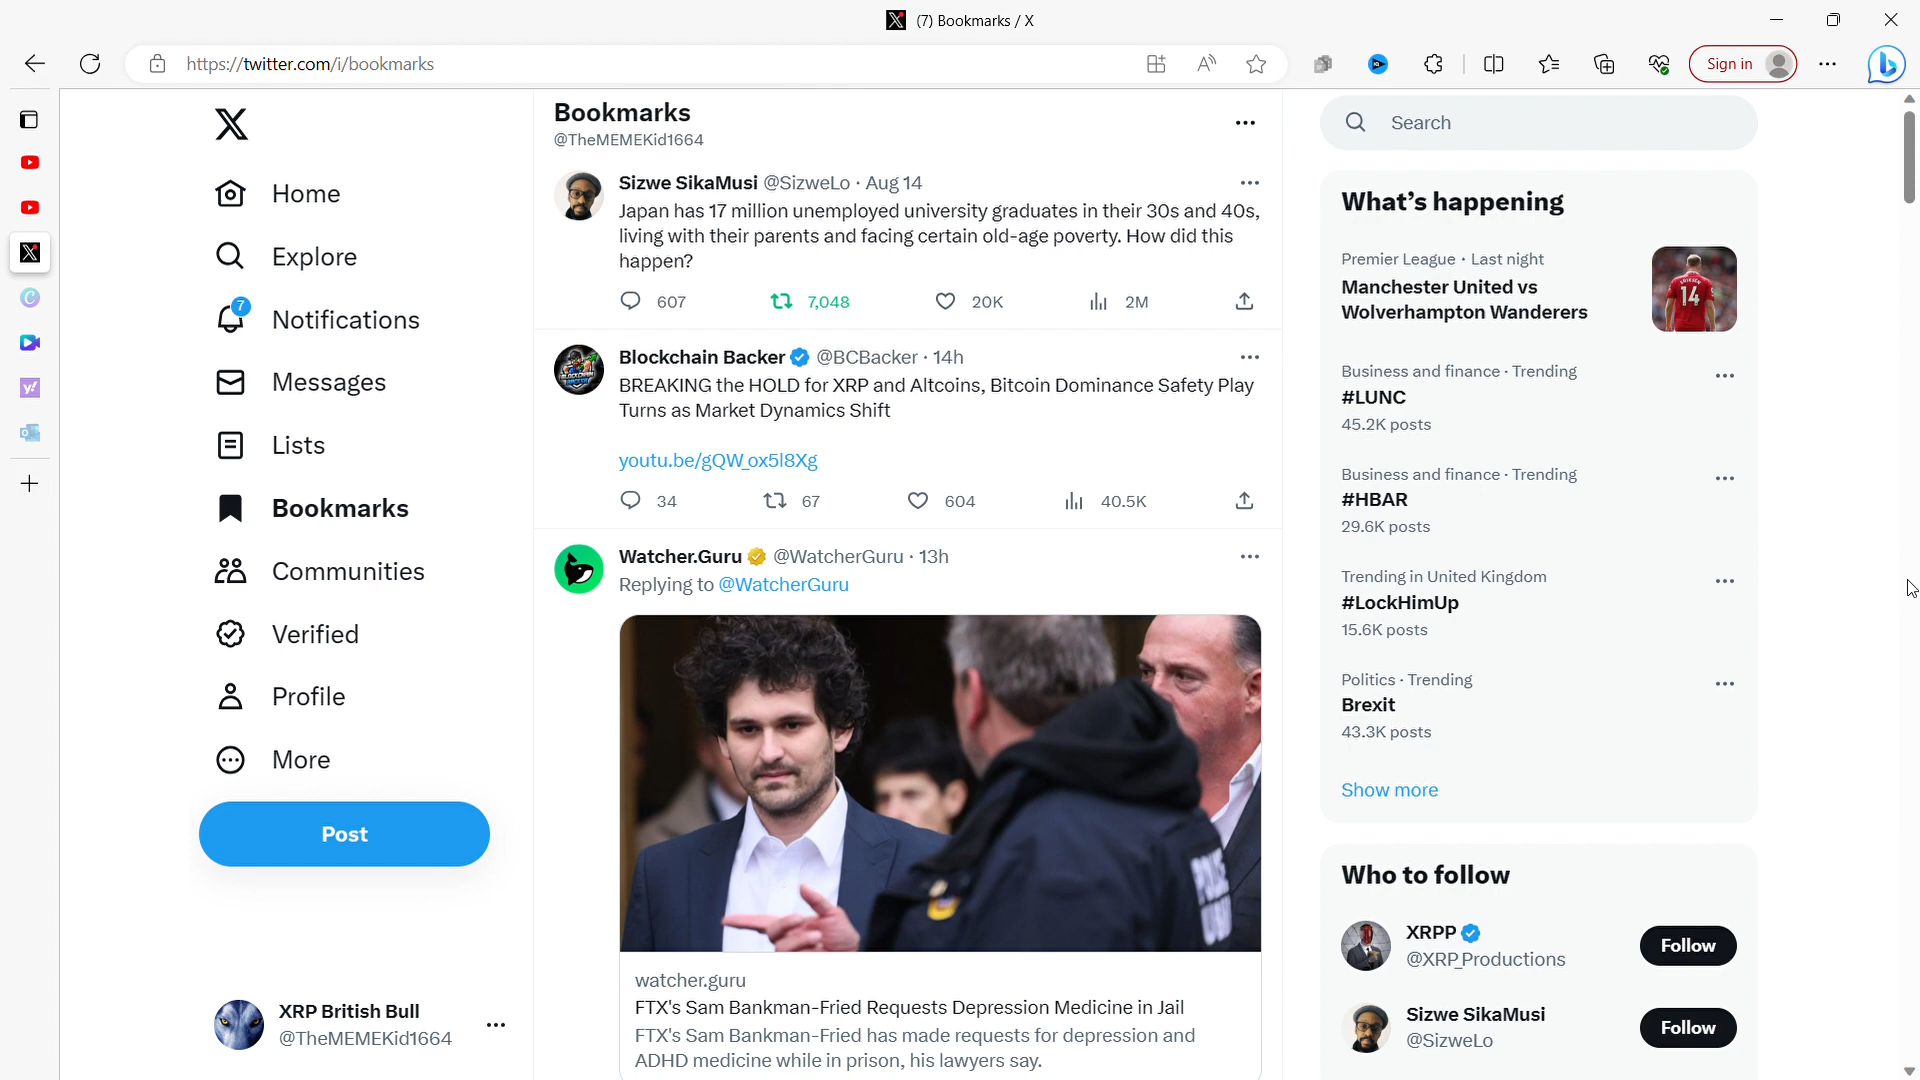 (7) Bookmarks / X
https://twitter.com/i/bookmarks
Sign in
Home
Explore
7
Notifications
Messages
Lists
Bookmarks
Communities
Verified
Profile
More
Post
XRP British Bull
@TheMEMEKid1664
Bookmarks
@TheMEMEKid1664
Sizwe SikaMusi @SizweLo · Aug 14
Japan has 17 million unemployed university graduates in their 30s and 40s,
living with their parents and facing certain old-age poverty. How did this
happen?
607 7,048 20K 2M
Blockchain Backer @BCBacker · 14h
BREAKING the HOLD for XRP and Altcoins, Bitcoin Dominance Safety Play
Turns as Market Dynamics Shift
youtu.be/gQW_ox5l8Xg
34 67 604 40.5K
Watcher.Guru @WatcherGuru · 13h
Replying to @WatcherGuru
watcher.guru
FTX's Sam Bankman-Fried Requests Depression Medicine in Jail
FTX's Sam Bankman-Fried has made requests for depression and
ADHD medicine while in prison, his lawyers say.
Search
What's happening
Premier League · Last night
Manchester United vs
Wolverhampton Wanderers
14
Business and finance · Trending
#LUNC
45.2K posts
Business and finance · Trending
#HBAR
29.6K posts
Trending in United Kingdom
#LockHimUp
15.6K posts
Politics · Trending
Brexit
43.3K posts
Show more
Who to follow
XRPP
@XRP_Productions
Follow
Sizwe SikaMusi
@SizweLo
Follow